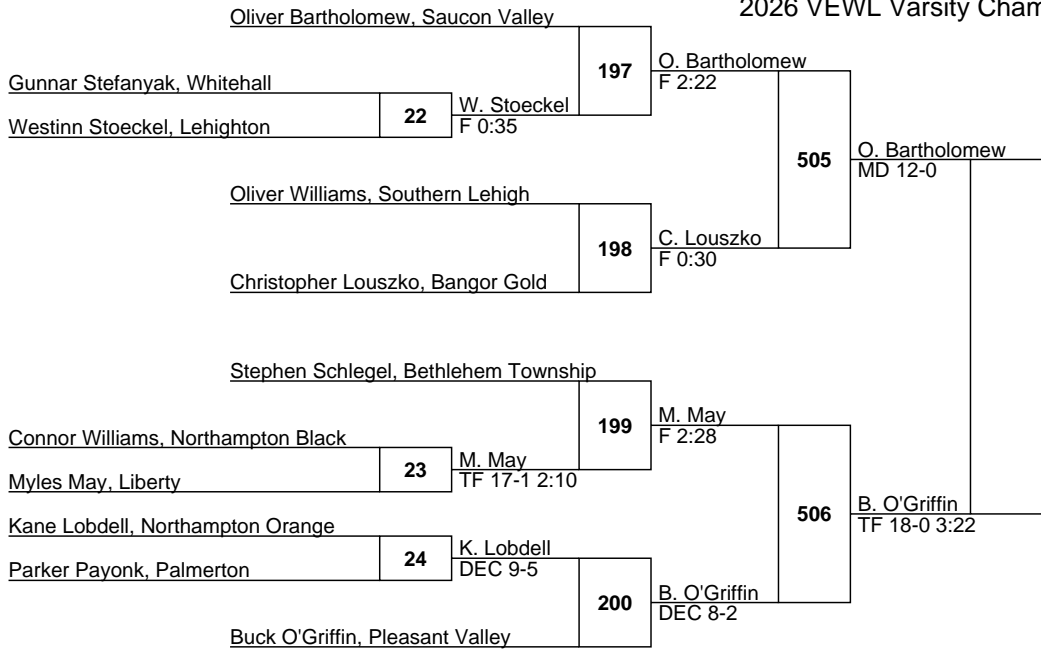 2026 VEWL Varsity Cham
Oliver Bartholomew, Saucon Valley
197
O. Bartholomew
F 2:22
Gunnar Stefanyak, Whitehall
22
W. Stoeckel
F 0:35
Westinn Stoeckel, Lehighton
505
O. Bartholomew
MD 12-0
Oliver Williams, Southern Lehigh
198
C. Louszko
F 0:30
Christopher Louszko, Bangor Gold
Stephen Schlegel, Bethlehem Township
199
M. May
F 2:28
Connor Williams, Northampton Black
23
M. May
TF 17-1 2:10
Myles May, Liberty
506
B. O'Griffin
TF 18-0 3:22
Kane Lobdell, Northampton Orange
24
K. Lobdell
DEC 9-5
Parker Payonk, Palmerton
200
B. O'Griffin
DEC 8-2
Buck O'Griffin, Pleasant Valley